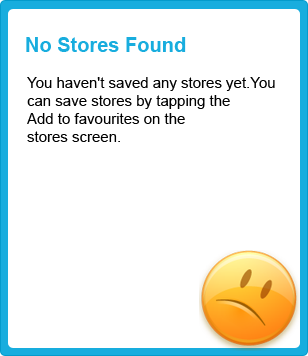 No Stores Found
You haven't saved any stores yet.You
can save stores by tapping the
Add to favourites on the
stores screen.